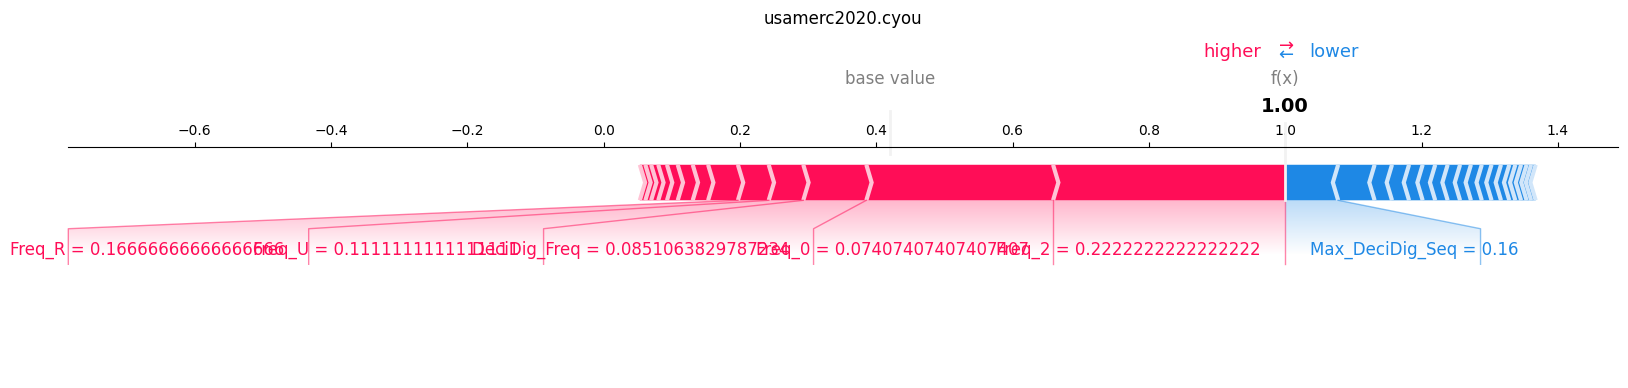 usamerc2020.cyou
higher ⇄ lower
base value f(x)
1.00
−0.6 −0.4 −0.2 0.0 0.2 0.4 0.6 0.8 1.0 1.2 1.4
Freq_R = 0.16666666666666666 Freq_U = 0.1111111111111111 DeciDig_Freq = 0.0851063829787234 Freq_0 = 0.07407407407407407 Freq_2 = 0.2222222222222222 Max_DeciDig_Seq = 0.16